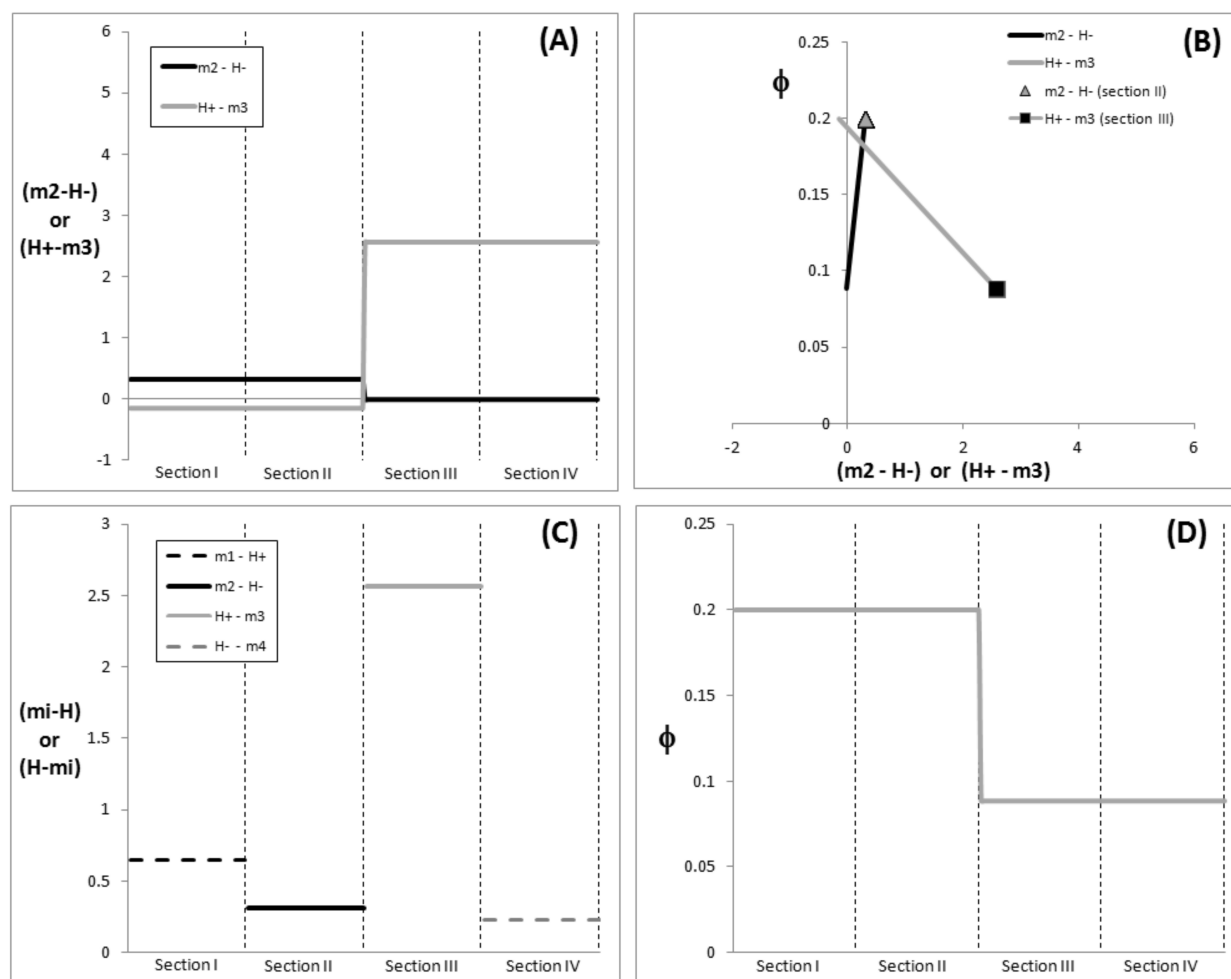 (A)
6
5
4
3
2
1
0
-1
m2 - H-
H+ - m3
(m2-H-)
or
(H+-m3)
Section I
Section II
Section III
Section IV
(B)
0.25
0.2
0.15
0.1
0.05
0
ϕ
m2 - H-
H+ - m3
m2 - H- (section II)
H+ - m3 (section III)
-2
0
2
4
6
(m2 - H-) or (H+ - m3)
(C)
3
2.5
2
1.5
1
0.5
0
m1 - H+
m2 - H-
H+ - m3
H- - m4
(mi-H)
or
(H-mi)
Section I
Section II
Section III
Section IV
(D)
0.25
0.2
0.15
0.1
0.05
0
ϕ
Section I
Section II
Section III
Section IV